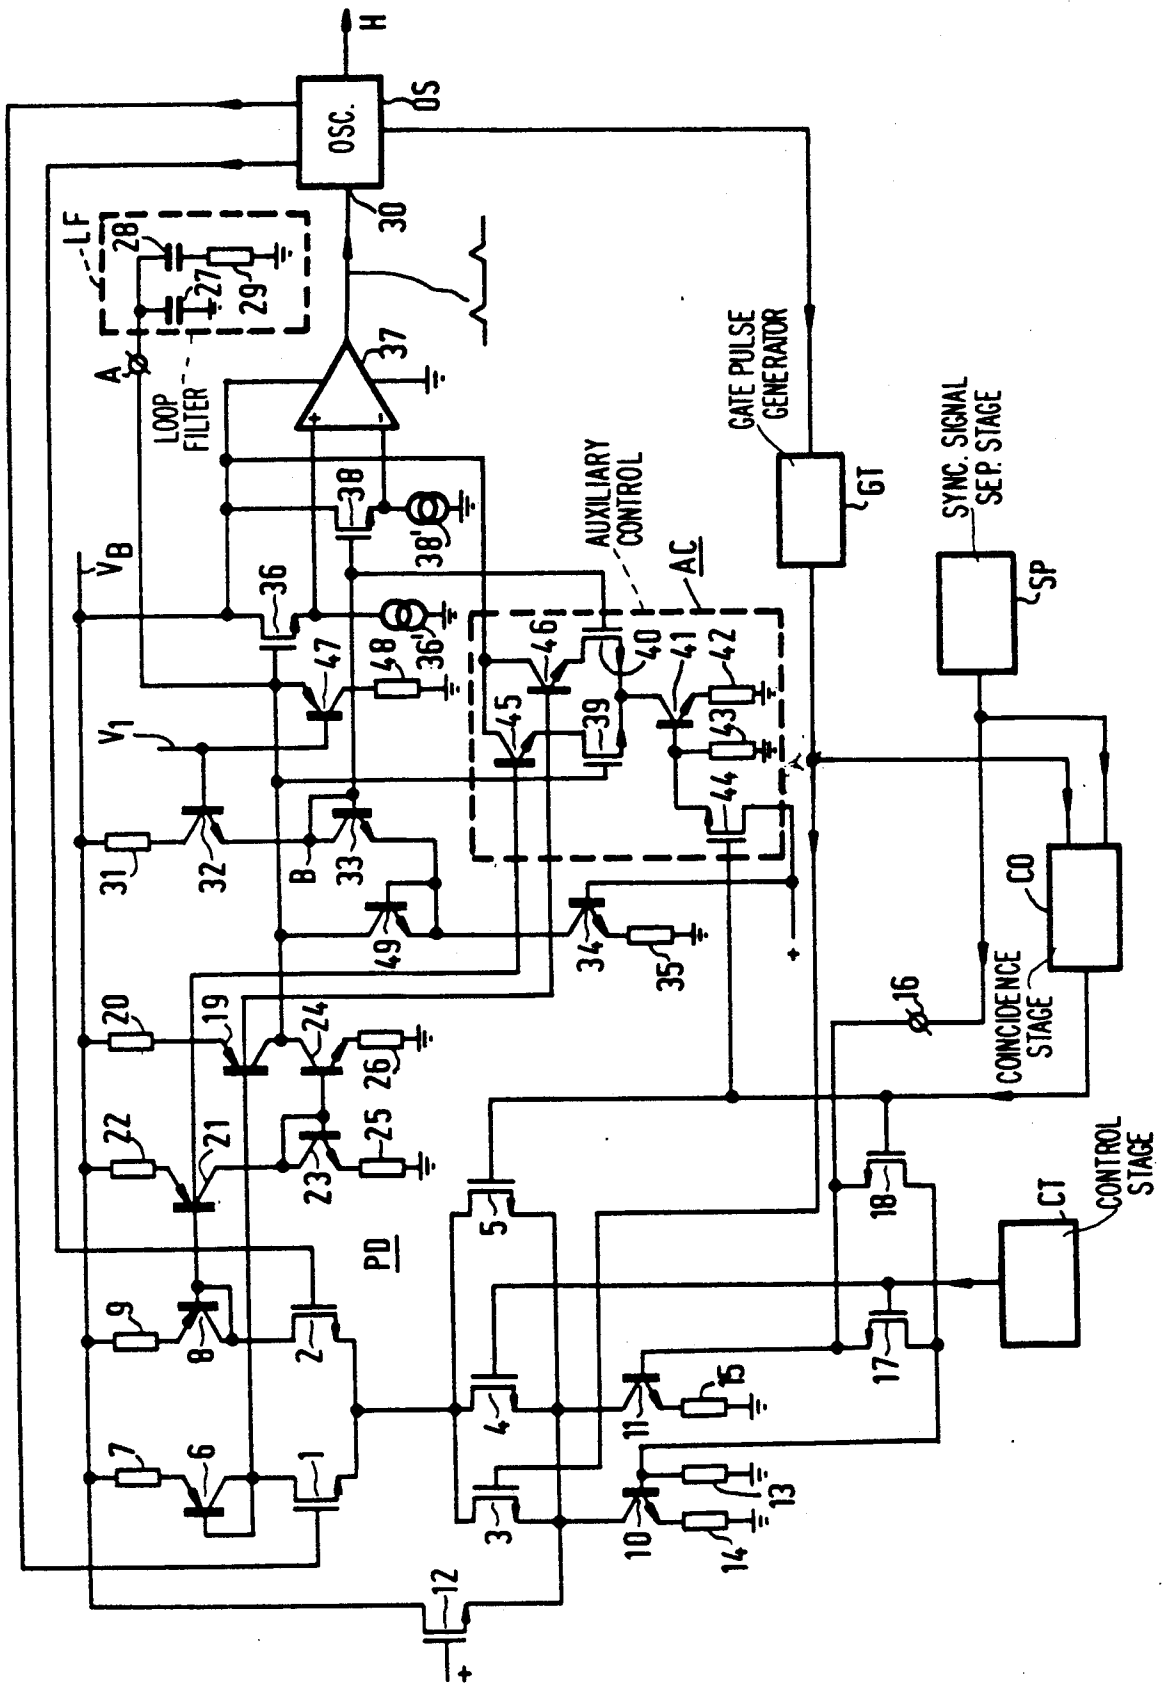 H
OS
OSC.
30
LF
28
27
29
A
LOOP
FILTER
37
+
-
GATE PULSE
GENERATOR
GT
SYNC. SIGNAL
SEP. STAGE
SP
VB
36
36'
38
38'
47
48
V1
AUXILIARY
CONTROL
AC
46
45
40
39
41
42
43
44
31
32
B
33
49
34
35
+
CO
COINCIDENCE
STAGE
16
20
19
24
26
22
21
23
25
PD
9
8
2
7
6
1
5
4
3
12
+
11
15
10
13
14
17
18
CT
CONTROL
STAGE